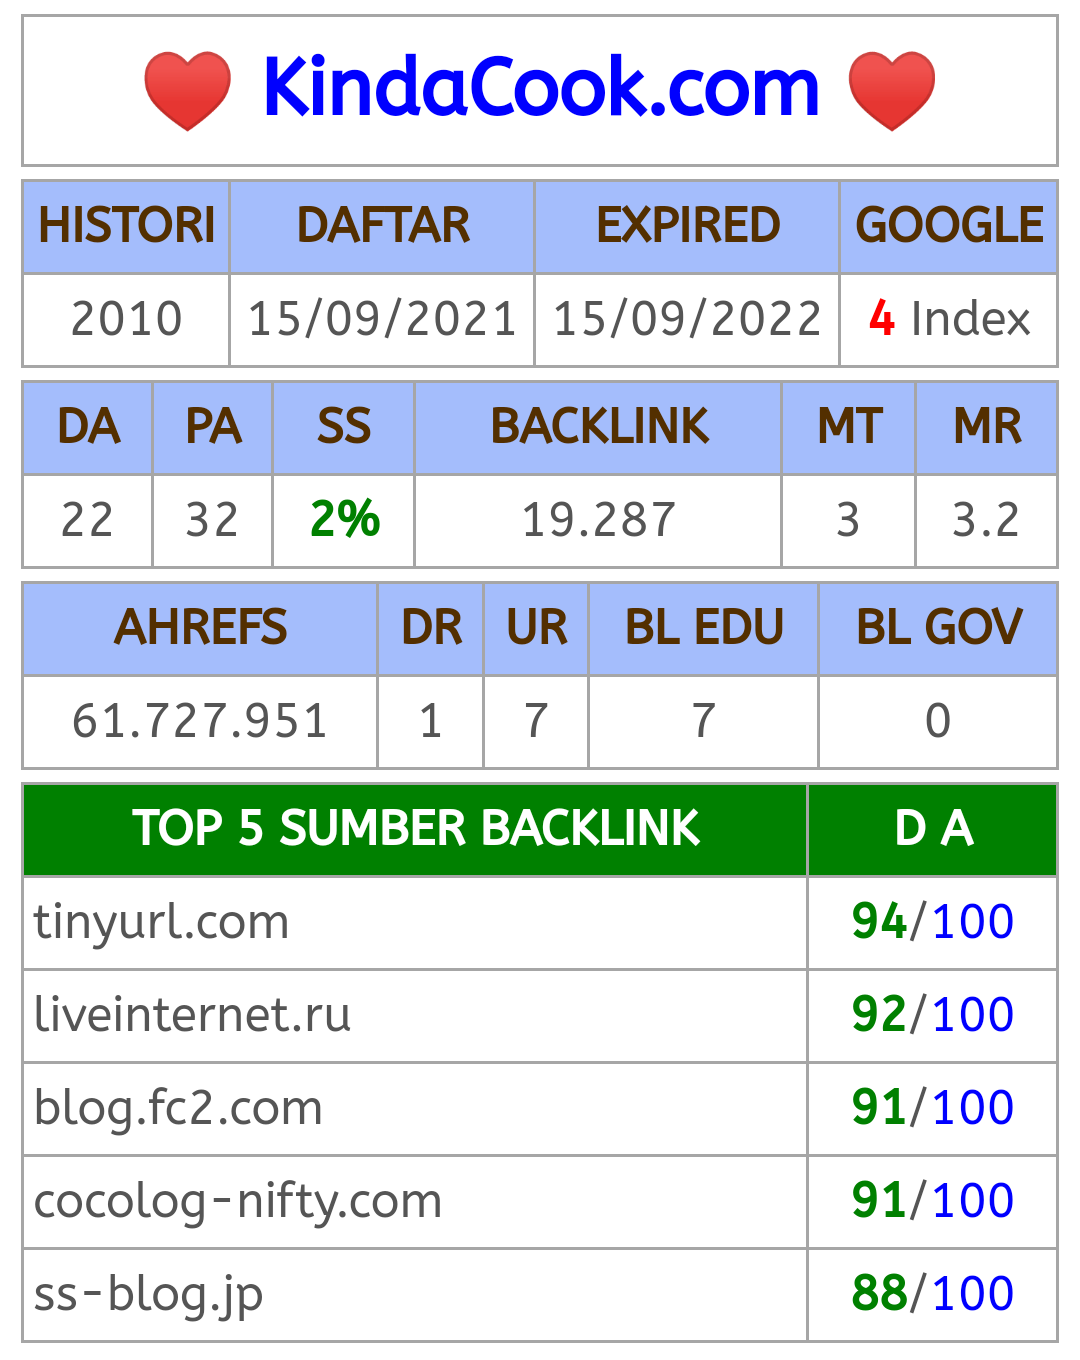 KindaCook.com
HISTORI DAFTAR EXPIRED GOOGLE
2010 15/09/2021 15/09/2022 4 Index
DA PA SS BACKLINK MT MR
22 32 2% 19.287 3 3.2
AHREFS DR UR BL EDU BL GOV
61.727.951 1 7 7 0
TOP 5 SUMBER BACKLINK D A
tinyurl.com 94/100
liveinternet.ru 92/100
blog.fc2.com 91/100
cocolog-nifty.com 91/100
ss-blog.jp 88/100